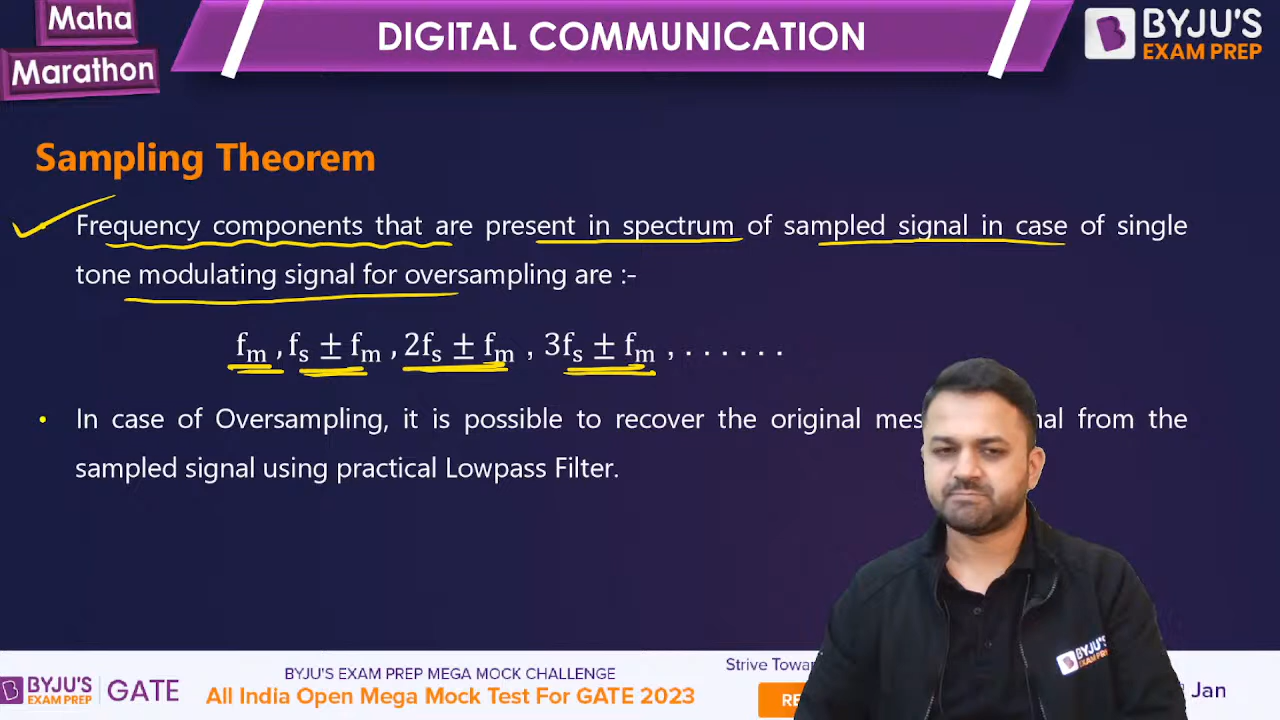 Maha
Marathon
DIGITAL COMMUNICATION
BYJU'S
EXAM PREP
Sampling Theorem
Frequency components that are present in spectrum of sampled signal in case of single
tone modulating signal for oversampling are :-
fₘ , fₛ ± fₘ , 2fₛ ± fₘ , 3fₛ ± fₘ , . . . . . .
• In case of Oversampling, it is possible to recover the original from the
sampled signal using practical Lowpass Filter.
BYJU'S
EXAM PREP
BYJU'S
EXAM PREP
GATE
BYJU'S EXAM PREP MEGA MOCK CHALLENGE
All India Open Mega Mock Test For GATE 2023
Strive
Jan